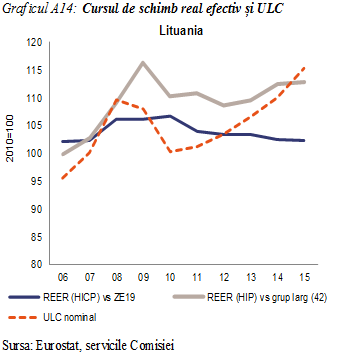 Graficul A14: Cursul de schimb real efectiv și ULC
Lituania
120
115
110
105
100
95
90
85
80
2010=100
06 07 08 09 10 11 12 13 14 15
REER (HICP) vs ZE19
REER (HIP) vs grup larg (42)
ULC nominal
Sursa: Eurostat, servicile Comisiei